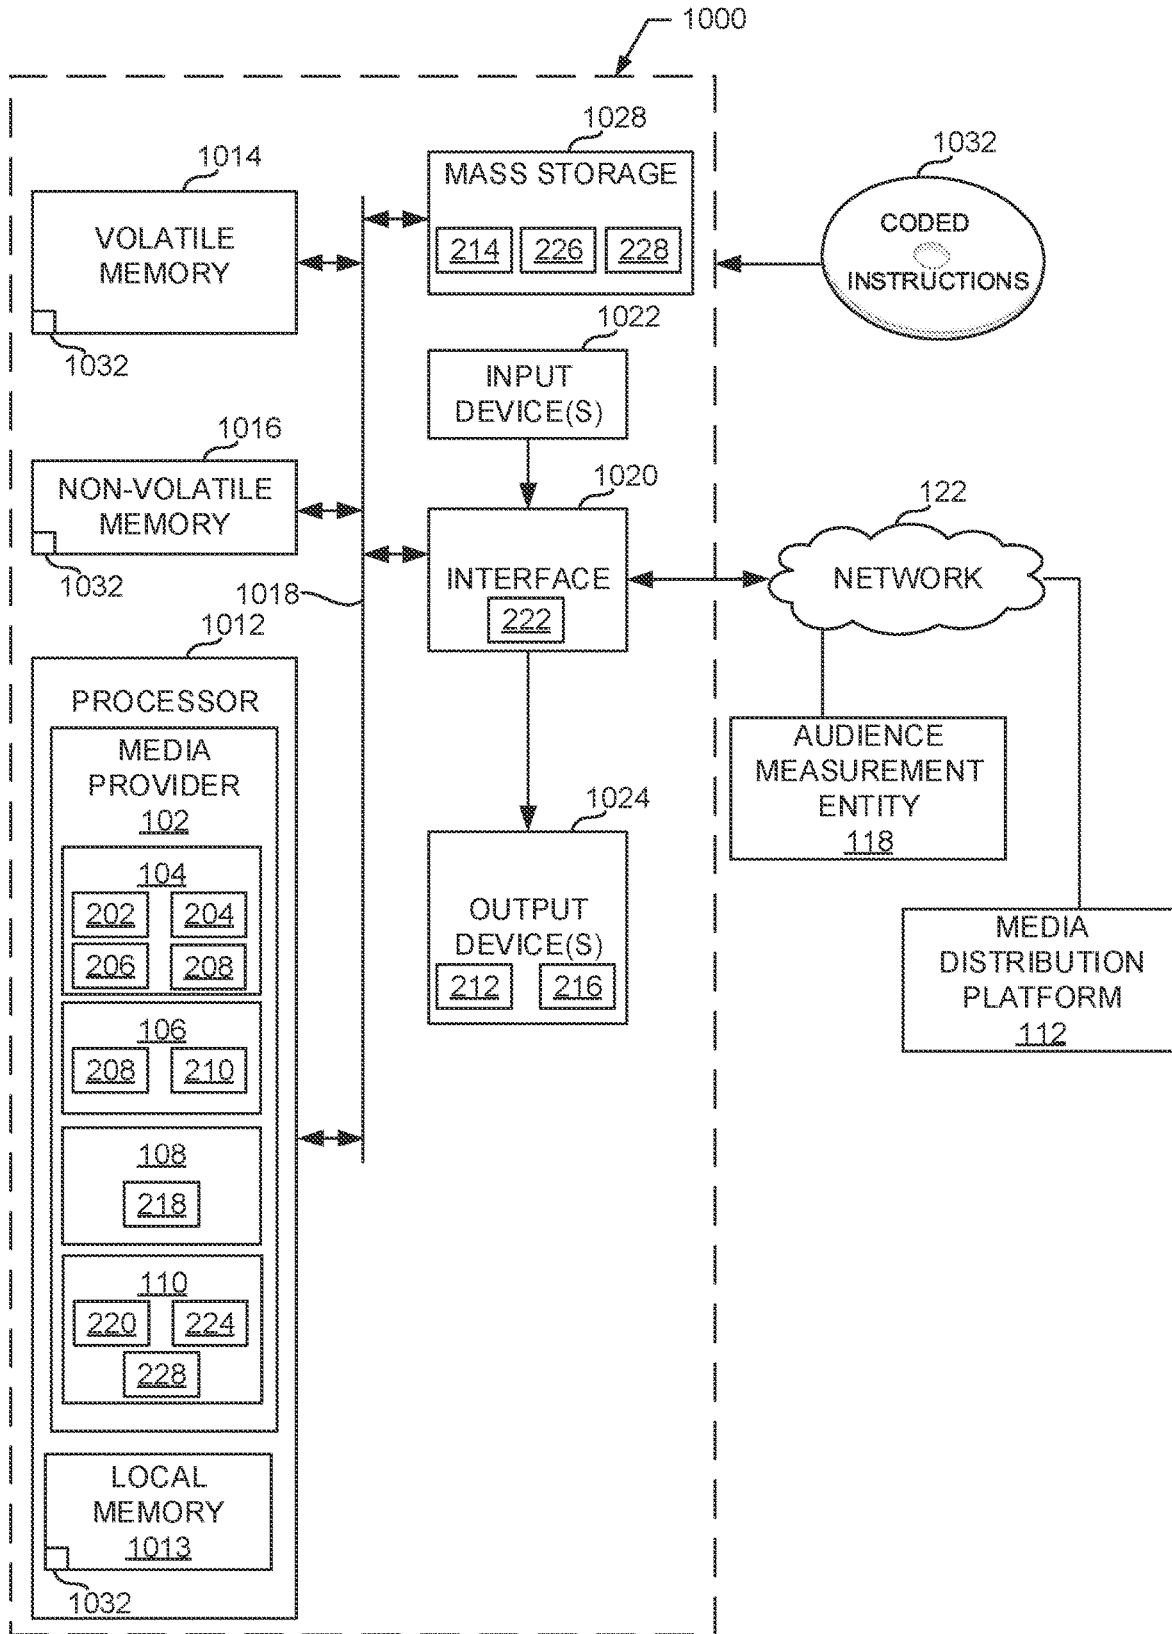 1000
1028
MASS STORAGE
214 226 228
1014
VOLATILE
MEMORY
1032
1032
CODED
INSTRUCTIONS
1022
INPUT
DEVICE(S)
1016
NON-VOLATILE
MEMORY
1032
1020
INTERFACE
222
1018
122
NETWORK
1012
PROCESSOR
MEDIA
PROVIDER
102
104
202 204
206 208
106
208 210
108
218
110
220 224
228
LOCAL
MEMORY
1013
1032
1024
OUTPUT
DEVICE(S)
212 216
AUDIENCE
MEASUREMENT
ENTITY
118
MEDIA
DISTRIBUTION
PLATFORM
112